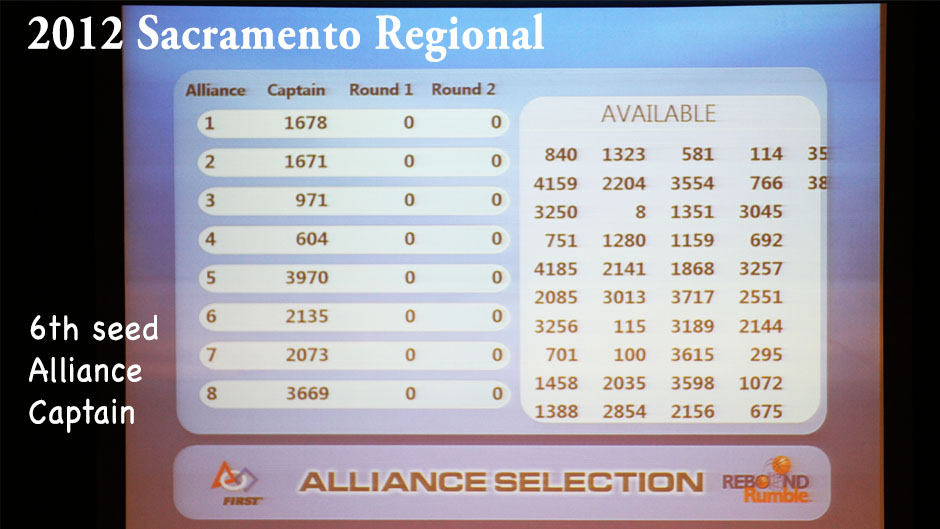 2012 Sacramento Regional
Alliance Captain Round 1 Round 2
1 1678 0 0
2 1671 0 0
3 971 0 0
4 604 0 0
5 3970 0 0
6 2135 0 0
7 2073 0 0
8 3669 0 0
AVAILABLE
840 1323 581 114 35
4159 2204 3554 766 38
3250 8 1351 3045
751 1280 1159 692
4185 2141 1868 3257
2085 3013 3717 2551
3256 115 3189 2144
701 100 3615 295
1458 2035 3598 1072
1388 2854 2156 675
6th seed
Alliance
Captain
FIRST
ALLIANCE SELECTION
REBOUND
Rumble